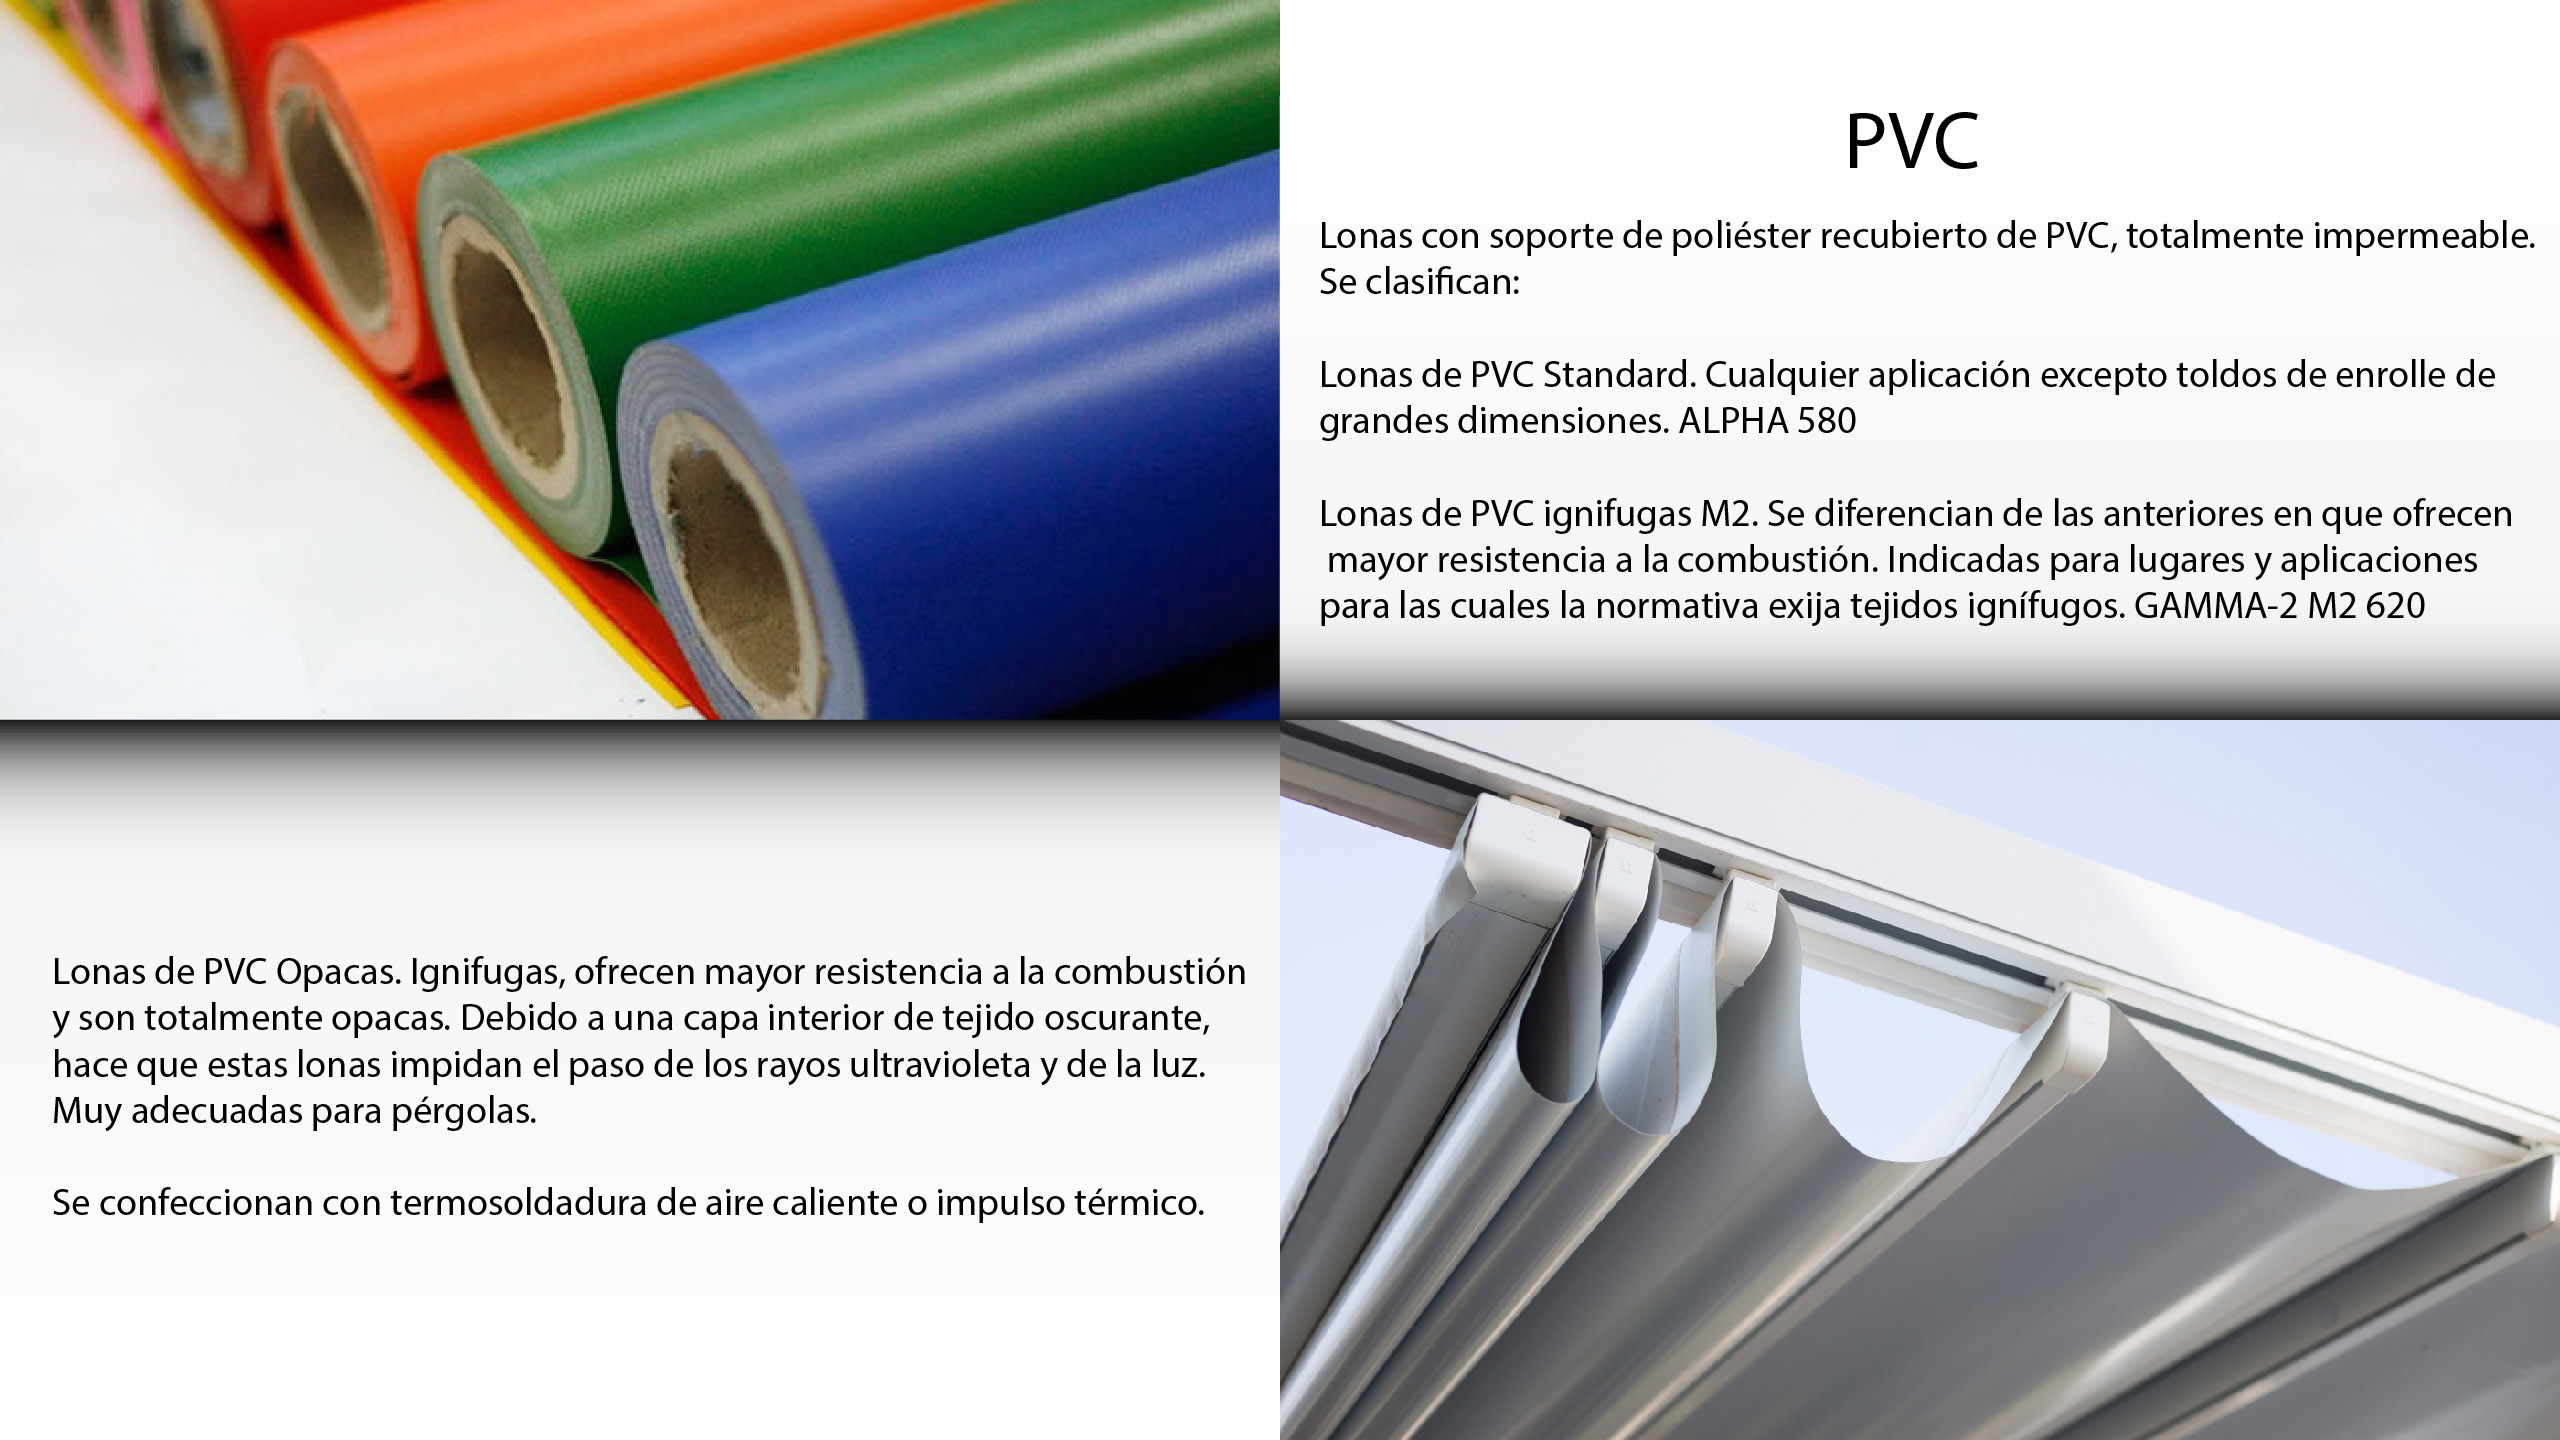 PVC
Lonas con soporte de poliéster recubierto de PVC, totalmente impermeable.
Se clasifican:
Lonas de PVC Standard. Cualquier aplicación excepto toldos de enrolle de
grandes dimensiones. ALPHA 580
Lonas de PVC ignifugas M2. Se diferencian de las anteriores en que ofrecen
mayor resistencia a la combustión. Indicadas para lugares y aplicaciones
para las cuales la normativa exija tejidos ignífugos. GAMMA-2 M2 620
Lonas de PVC Opacas. Ignifugas, ofrecen mayor resistencia a la combustión
y son totalmente opacas. Debido a una capa interior de tejido oscurante,
hace que estas lonas impidan el paso de los rayos ultravioleta y de la luz.
Muy adecuadas para pérgolas.
Se confeccionan con termosoldadura de aire caliente o impulso térmico.